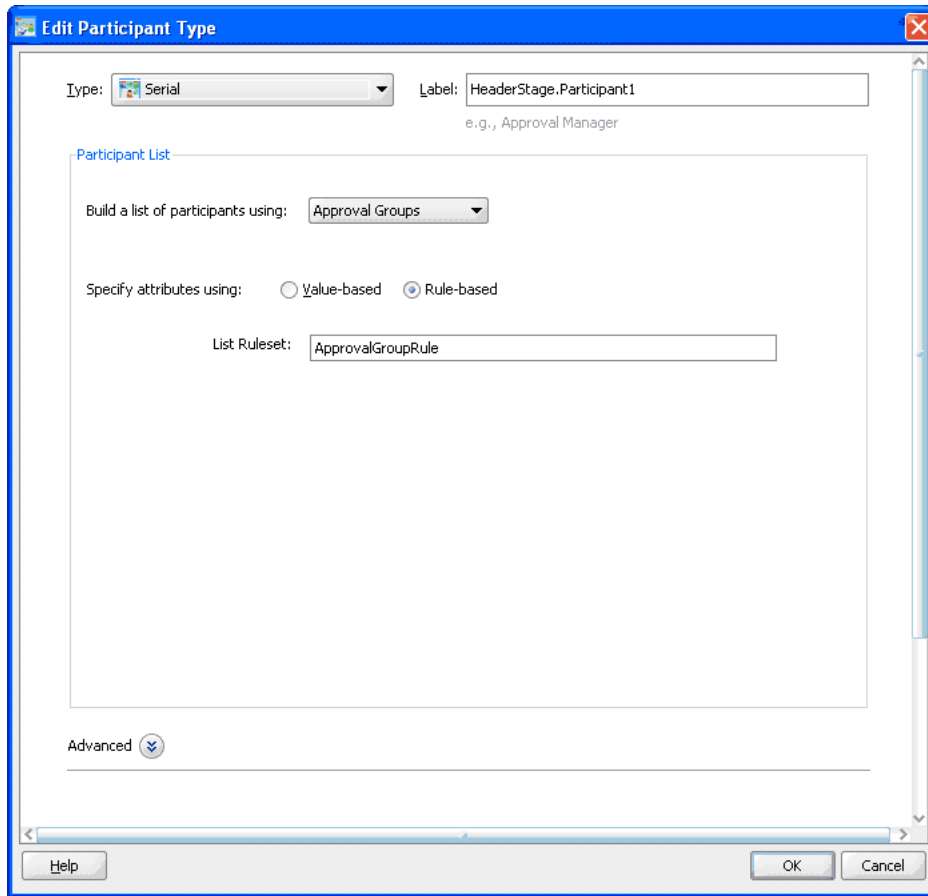 Edit Participant Type
Type: Serial Label: HeaderStage.Participant1
e.g., Approval Manager
Participant List
Build a list of participants using: Approval Groups
Specify attributes using: Value-based Rule-based
List Ruleset: ApprovalGroupRule
Advanced
Help OK Cancel